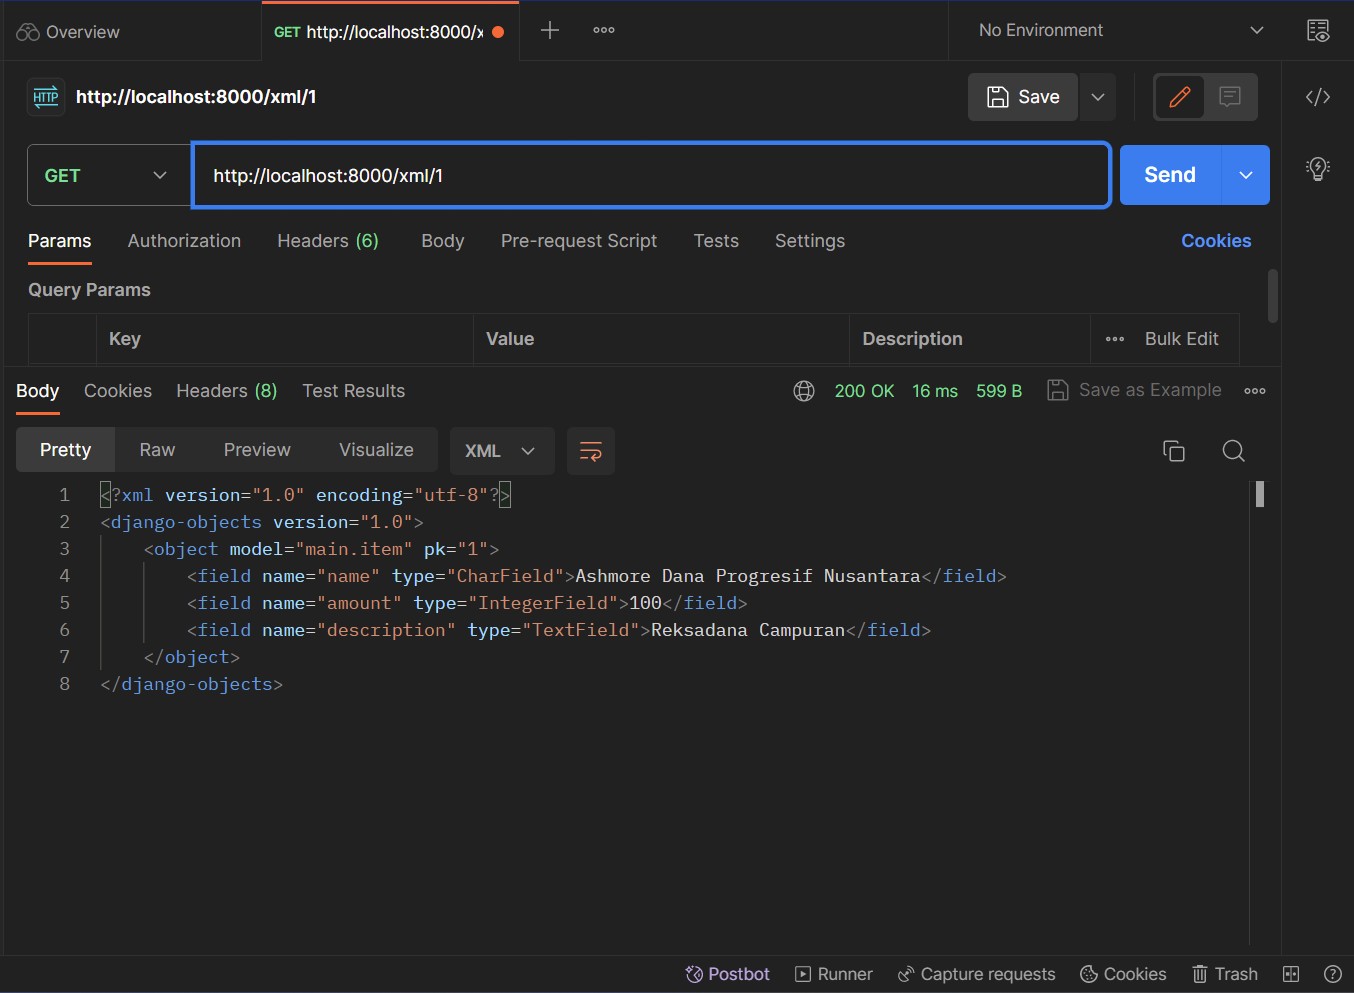 Overview
GET http://localhost:8000/x
No Environment
HTTP http://localhost:8000/xml/1
Save
GET
http://localhost:8000/xml/1
Send
Params Authorization Headers (6) Body Pre-request Script Tests Settings Cookies
Query Params
Key Value Description Bulk Edit
Body Cookies Headers (8) Test Results 200 OK 16 ms 599 B Save as Example
Pretty Raw Preview Visualize XML
1 <?xml version="1.0" encoding="utf-8"?>
2 <django-objects version="1.0">
3 <object model="main.item" pk="1">
4 <field name="name" type="CharField">Ashmore Dana Progresif Nusantara</field>
5 <field name="amount" type="IntegerField">100</field>
6 <field name="description" type="TextField">Reksadana Campuran</field>
7 </object>
8 </django-objects>
Postbot Runner Capture requests Cookies Trash